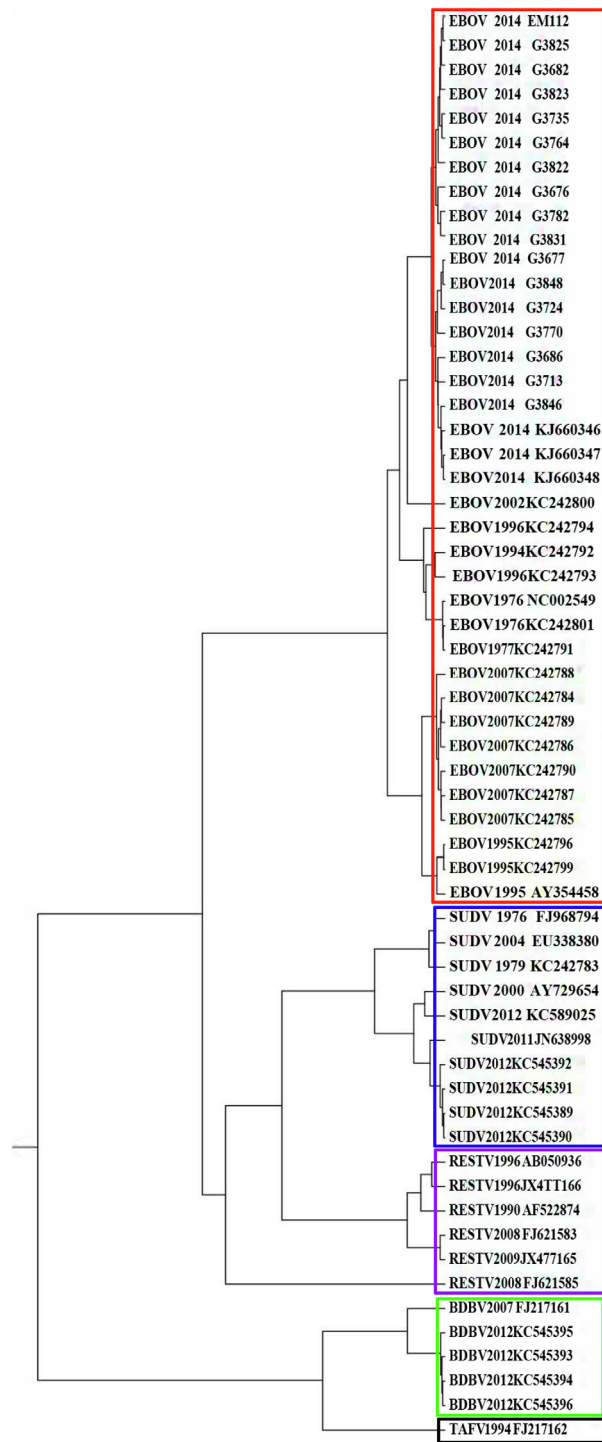 EBOV 2014 EM112
EBOV 2014 G3825
EBOV 2014 G3682
EBOV 2014 G3823
EBOV 2014 G3735
EBOV 2014 G3764
EBOV 2014 G3822
EBOV 2014 G3676
EBOV 2014 G3782
EBOV 2014 G3831
EBOV 2014 G3677
EBOV2014 G3848
EBOV2014 G3724
EBOV2014 G3770
EBOV2014 G3686
EBOV2014 G3713
EBOV2014 G3846
EBOV 2014 KJ660346
EBOV 2014 KJ660347
EBOV2014 KJ660348
EBOV2002KC242800
EBOV1996KC242794
EBOV1994KC242792
EBOV1996KC242793
EBOV1976 NC002549
EBOV1976KC242801
EBOV1977KC242791
EBOV2007KC242788
EBOV2007KC242784
EBOV2007KC242789
EBOV2007KC242786
EBOV2007KC242790
EBOV2007KC242787
EBOV2007KC242785
EBOV1995KC242796
EBOV1995KC242799
EBOV1995 AY354458
SUDV 1976 FJ968794
SUDV 2004 EU338380
SUDV 1979 KC242783
SUDV 2000 AY729654
SUDV2012 KC589025
SUDV2011JN638998
SUDV2012KC545392
SUDV2012KC545391
SUDV2012KC545389
SUDV2012KC545390
RESTV1996AB050936
RESTV1996JX4TT166
RESTV1990AF522874
RESTV2008FJ621583
RESTV2009JX477165
RESTV2008FJ621585
BDBV2007FJ217161
BDBV2012KC545395
BDBV2012KC545393
BDBV2012KC545394
BDBV2012KC545396
TAFV1994FJ217162